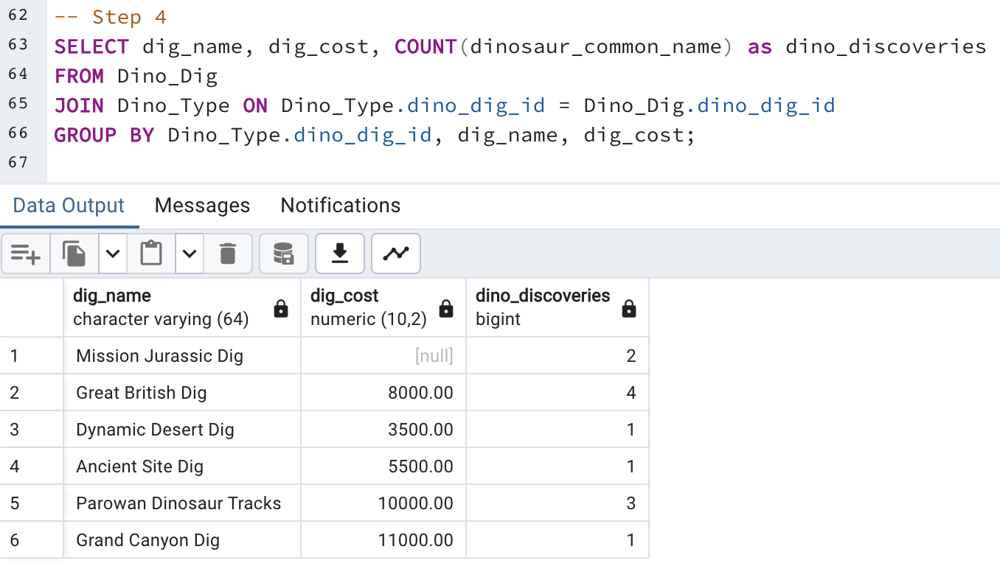 62 -- Step 4
63 SELECT dig_name, dig_cost, COUNT(dinosaur_common_name) as dino_discoveries
64 FROM Dino_Dig
65 JOIN Dino_Type ON Dino_Type.dino_dig_id = Dino_Dig.dino_dig_id
66 GROUP BY Dino_Type.dino_dig_id, dig_name, dig_cost;
67
Data Output Messages Notifications
dig_name dig_cost dino_discoveries
character varying (64) numeric (10,2) bigint
1 Mission Jurassic Dig [null] 2
2 Great British Dig 8000.00 4
3 Dynamic Desert Dig 3500.00 1
4 Ancient Site Dig 5500.00 1
5 Parowan Dinosaur Tracks 10000.00 3
6 Grand Canyon Dig 11000.00 1